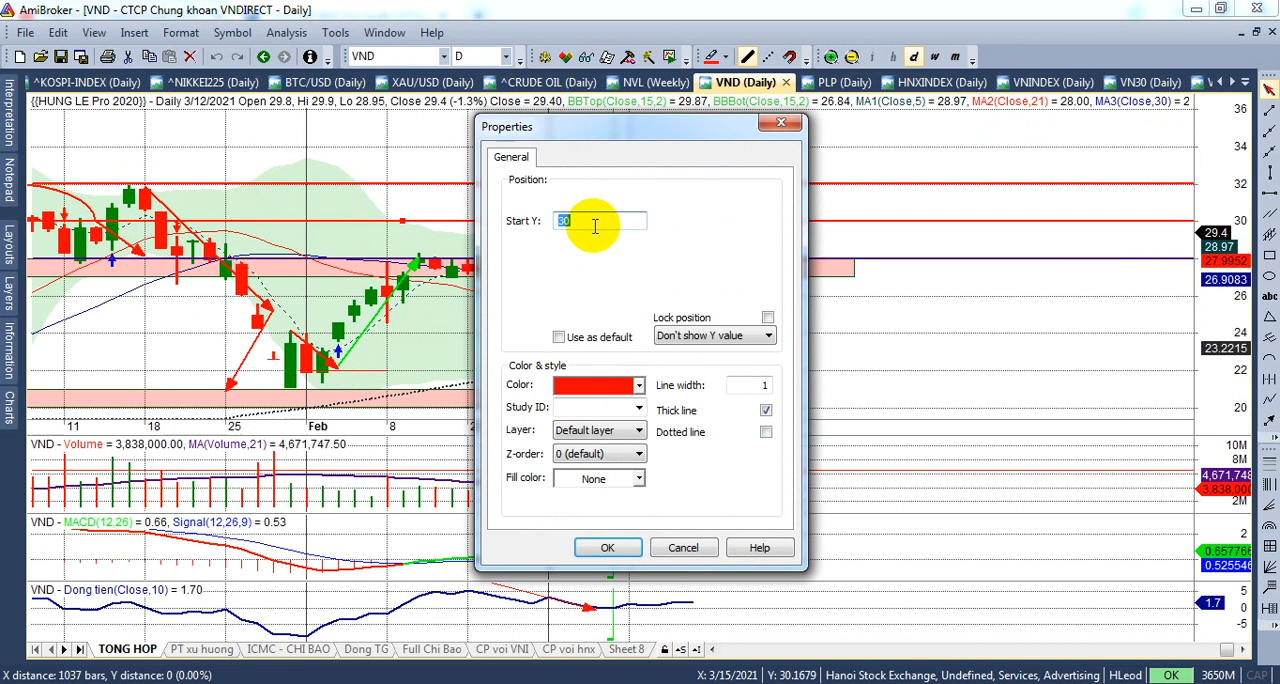 AmiBroker - [VND - CTCP Chung khoan VNDIRECT - Daily]
File Edit View Insert Format Symbol Analysis Tools Window Help
VND D i h d w m
^KOSPI-INDEX (Daily) ^NIKKEI225 (Daily) BTC/USD (Daily) XAU/USD (Daily) ^CRUDE OIL (Daily) NVL (Weekly) VND (Daily) PLP (Daily) HNXINDEX (Daily) VNINDEX (Daily) VN30 (Daily)
{{HUNG LE Pro 2020}} - Daily 3/12/2021 Open 29.8, Hi 29.9, Lo 28.95, Close 29.4 (-1.3%) Close = 29.40, BBTop(Close,15,2) = 29.87, BBBot(Close,15,2) = 26.84, MA1(Close,5) = 28.97, MA2(Close,21) = 28.00, MA3(Close,30) = 2
Interpretation
Notepad
Layouts
Layers
Information
Charts
Properties
General
Position:
Start Y: 30
Lock position
Use as default Don't show Y value
Color & style
Color: Line width: 1
Study ID: Thick line
Layer: Default layer Dotted line
Z-order: 0 (default)
Fill color: None
OK Cancel Help
36
34
32
30
29.4
28.97
27.9952
26.9083
26
24
23.2215
22
20
abc
11 18 25 Feb 8
VND - Volume = 3,838,000.00, MA(Volume,21) = 4,671,747.50
10M
8M
4,671,748
3,838,000
2M
VND - MACD(12,26) = 0.66, Signal(12,26,9) = 0.53
2
0.657766
0.525546
VND - Dong tien(Close,10) = 1.70
5
1.7
0
-5
TONG HOP PT xu huong ICMC - CHI BAO Dong TG Full Chi Bao CP voi VNI CP voi hnx Sheet 8
X distance: 1037 bars, Y distance: 0 (0.00%) X: 3/15/2021 Y: 30.1679 Hanoi Stock Exchange, Undefined, Services, Advertising HLeod OK 3650M CAP